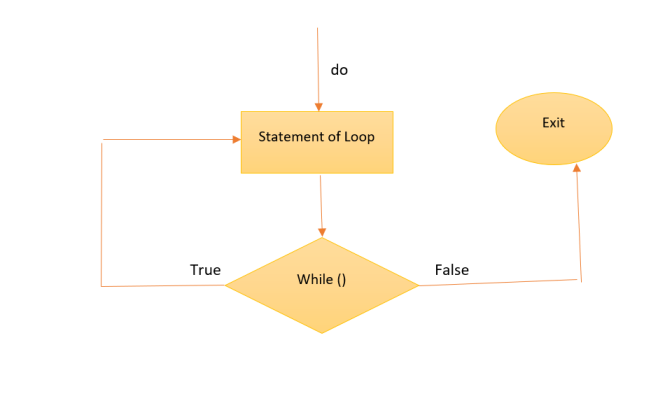 do
Exit
Statement of Loop
True
While ()
False